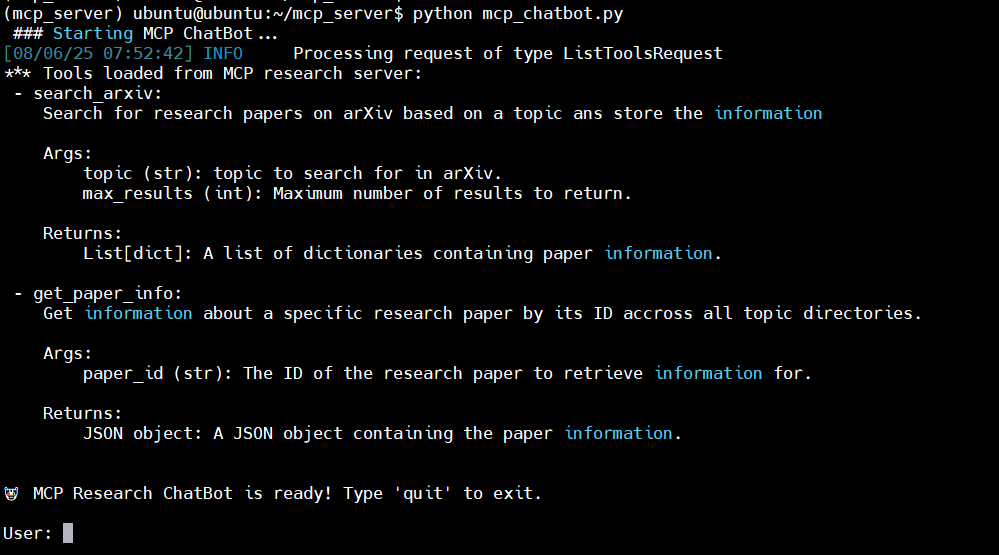 (mcp_server) ubuntu@ubuntu:~/mcp_server$ python mcp_chatbot.py
### Starting MCP ChatBot...
[08/06/25 07:52:42] INFO     Processing request of type ListToolsRequest
*** Tools loaded from MCP research server:
 - search_arxiv:
    Search for research papers on arXiv based on a topic ans store the information

    Args:
        topic (str): topic to search for in arXiv.
        max_results (int): Maximum number of results to return.

    Returns:
        List[dict]: A list of dictionaries containing paper information.

 - get_paper_info:
    Get information about a specific research paper by its ID accross all topic directories.

    Args:
        paper_id (str): The ID of the research paper to retrieve information for.

    Returns:
        JSON object: A JSON object containing the paper information.

MCP Research ChatBot is ready! Type 'quit' to exit.

User: